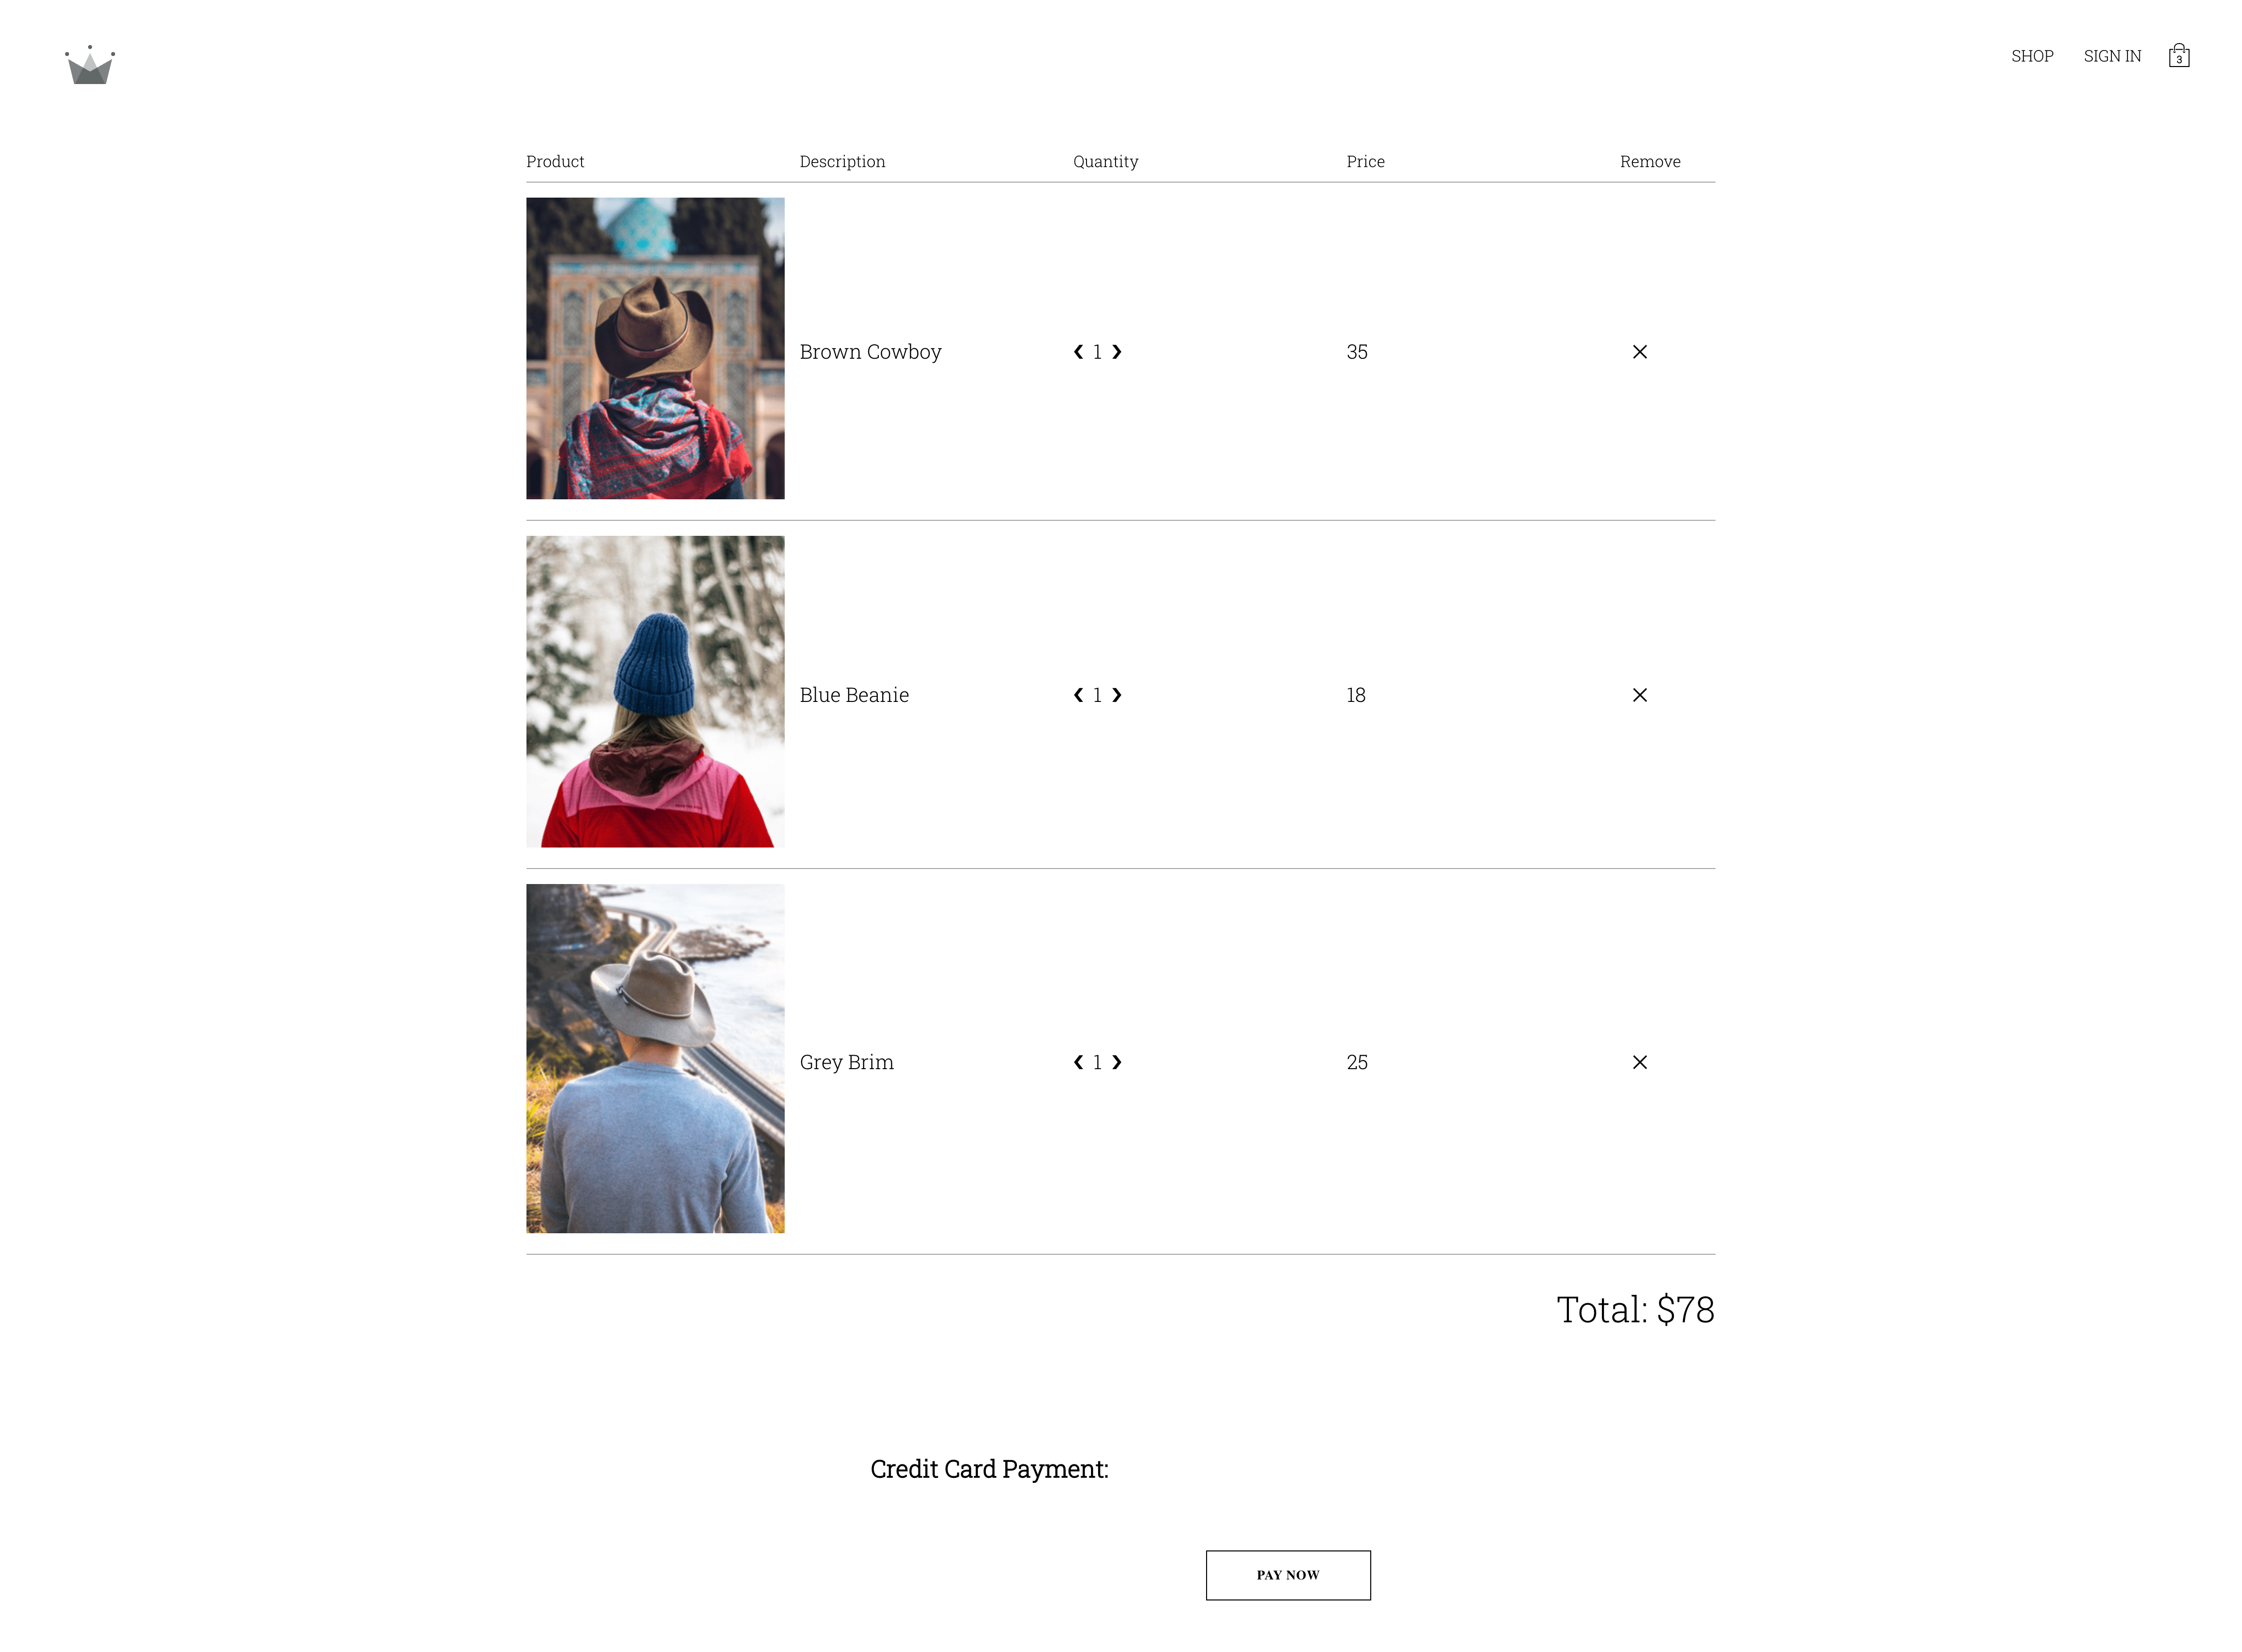 SHOP SIGN IN 3
Product Description Quantity Price Remove
Brown Cowboy ❮ 1 ❯ 35 ✕
Blue Beanie ❮ 1 ❯ 18 ✕
Grey Brim ❮ 1 ❯ 25 ✕
Total: $78
Credit Card Payment:
PAY NOW